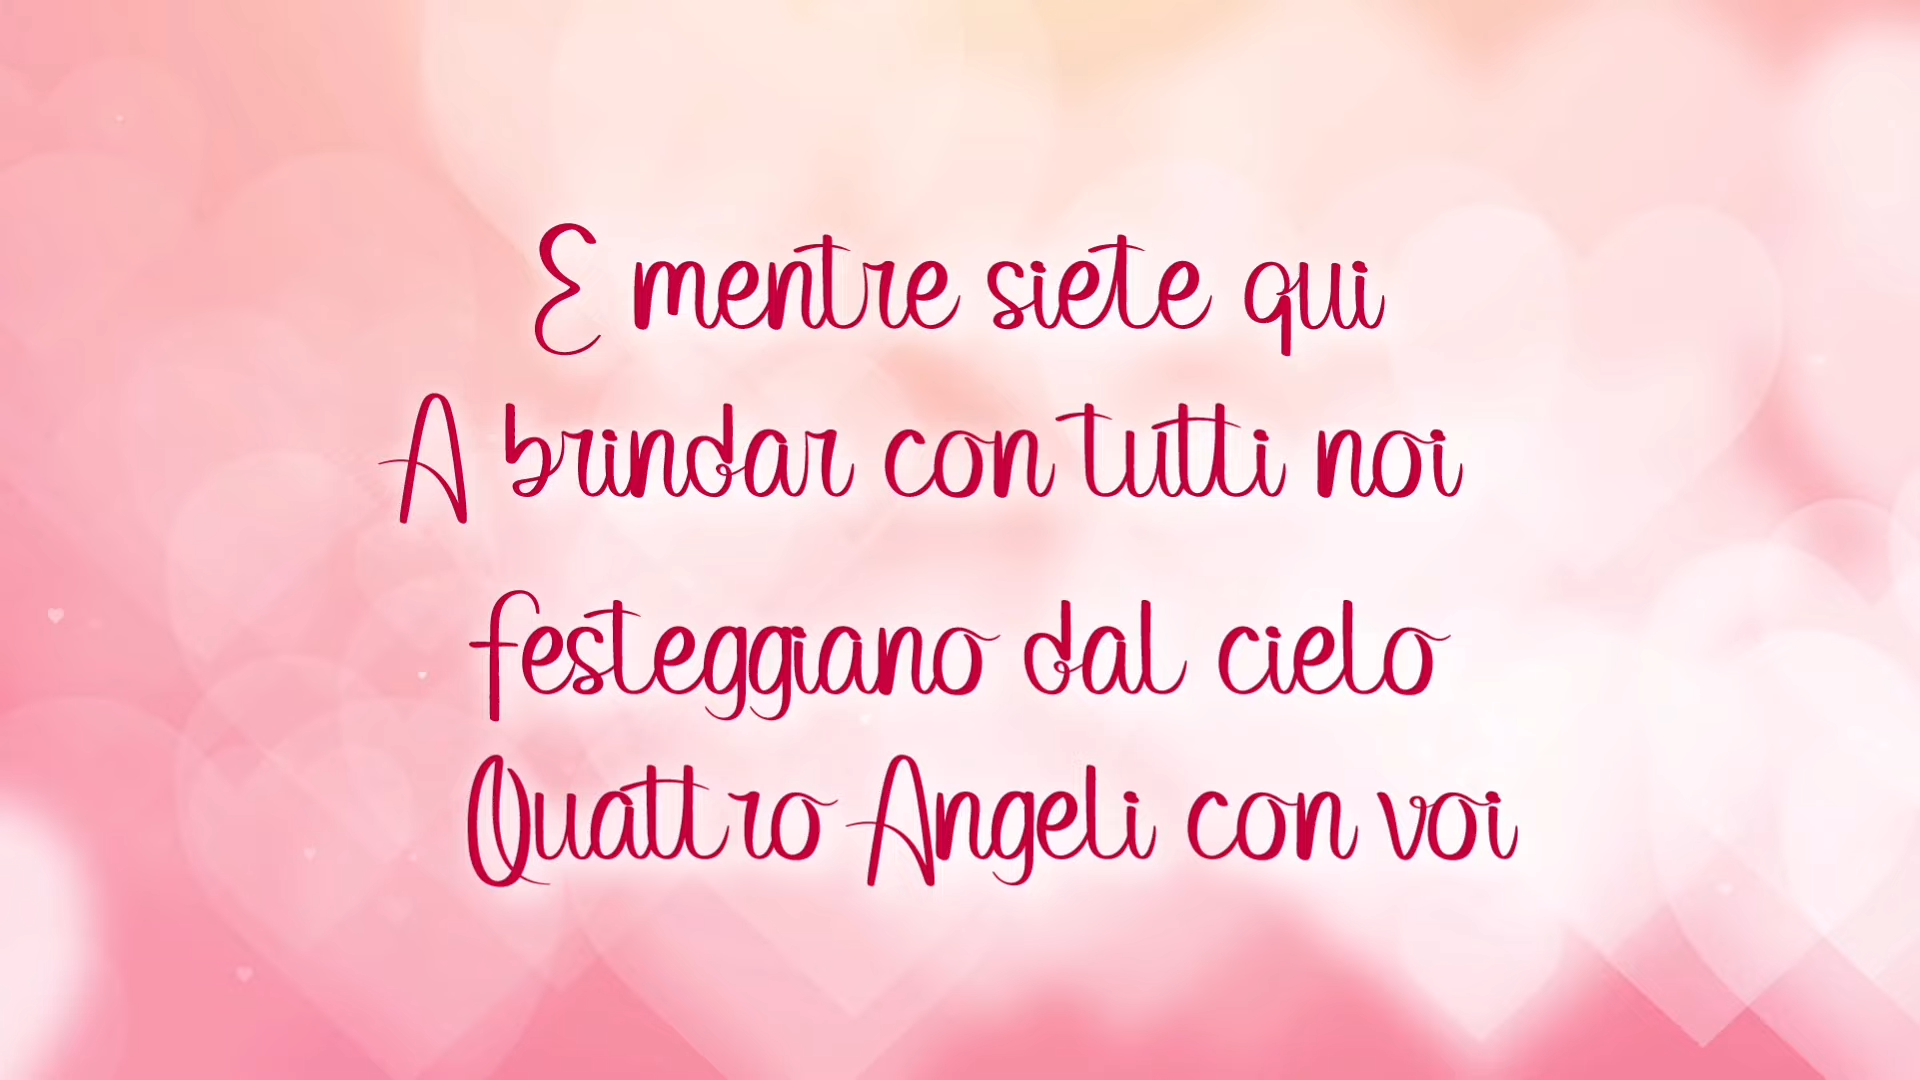 E mentre siete qui
A brindar con tutti noi
festeggiano dal cielo
Quattro Angeli con voi